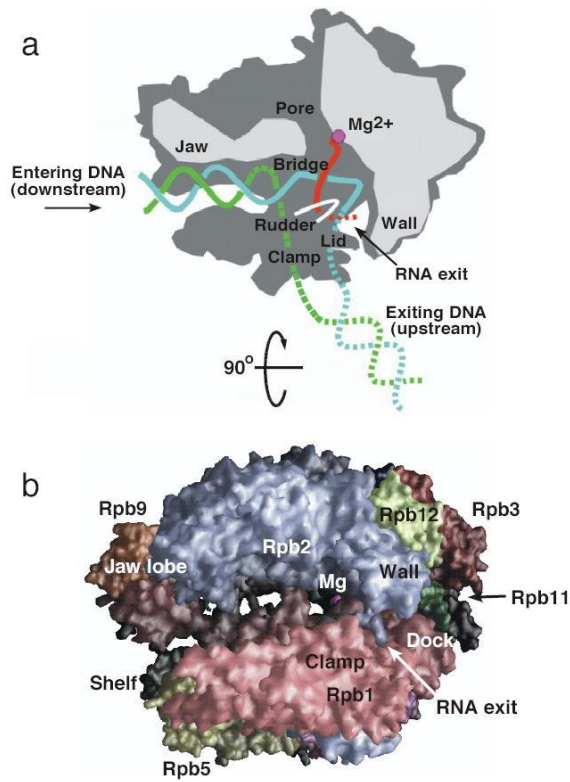 a
Pore
Mg2+
Jaw
Entering DNA
(downstream)
Bridge
Rudder
Lid
Wall
Clamp
RNA exit
Exiting DNA
(upstream)
90o
b
Rpb9
Rpb12
Rpb3
Rpb2
Jaw lobe
Mg
Wall
Rpb11
Dock
Clamp
Shelf
Rpb1
RNA exit
Rpb5